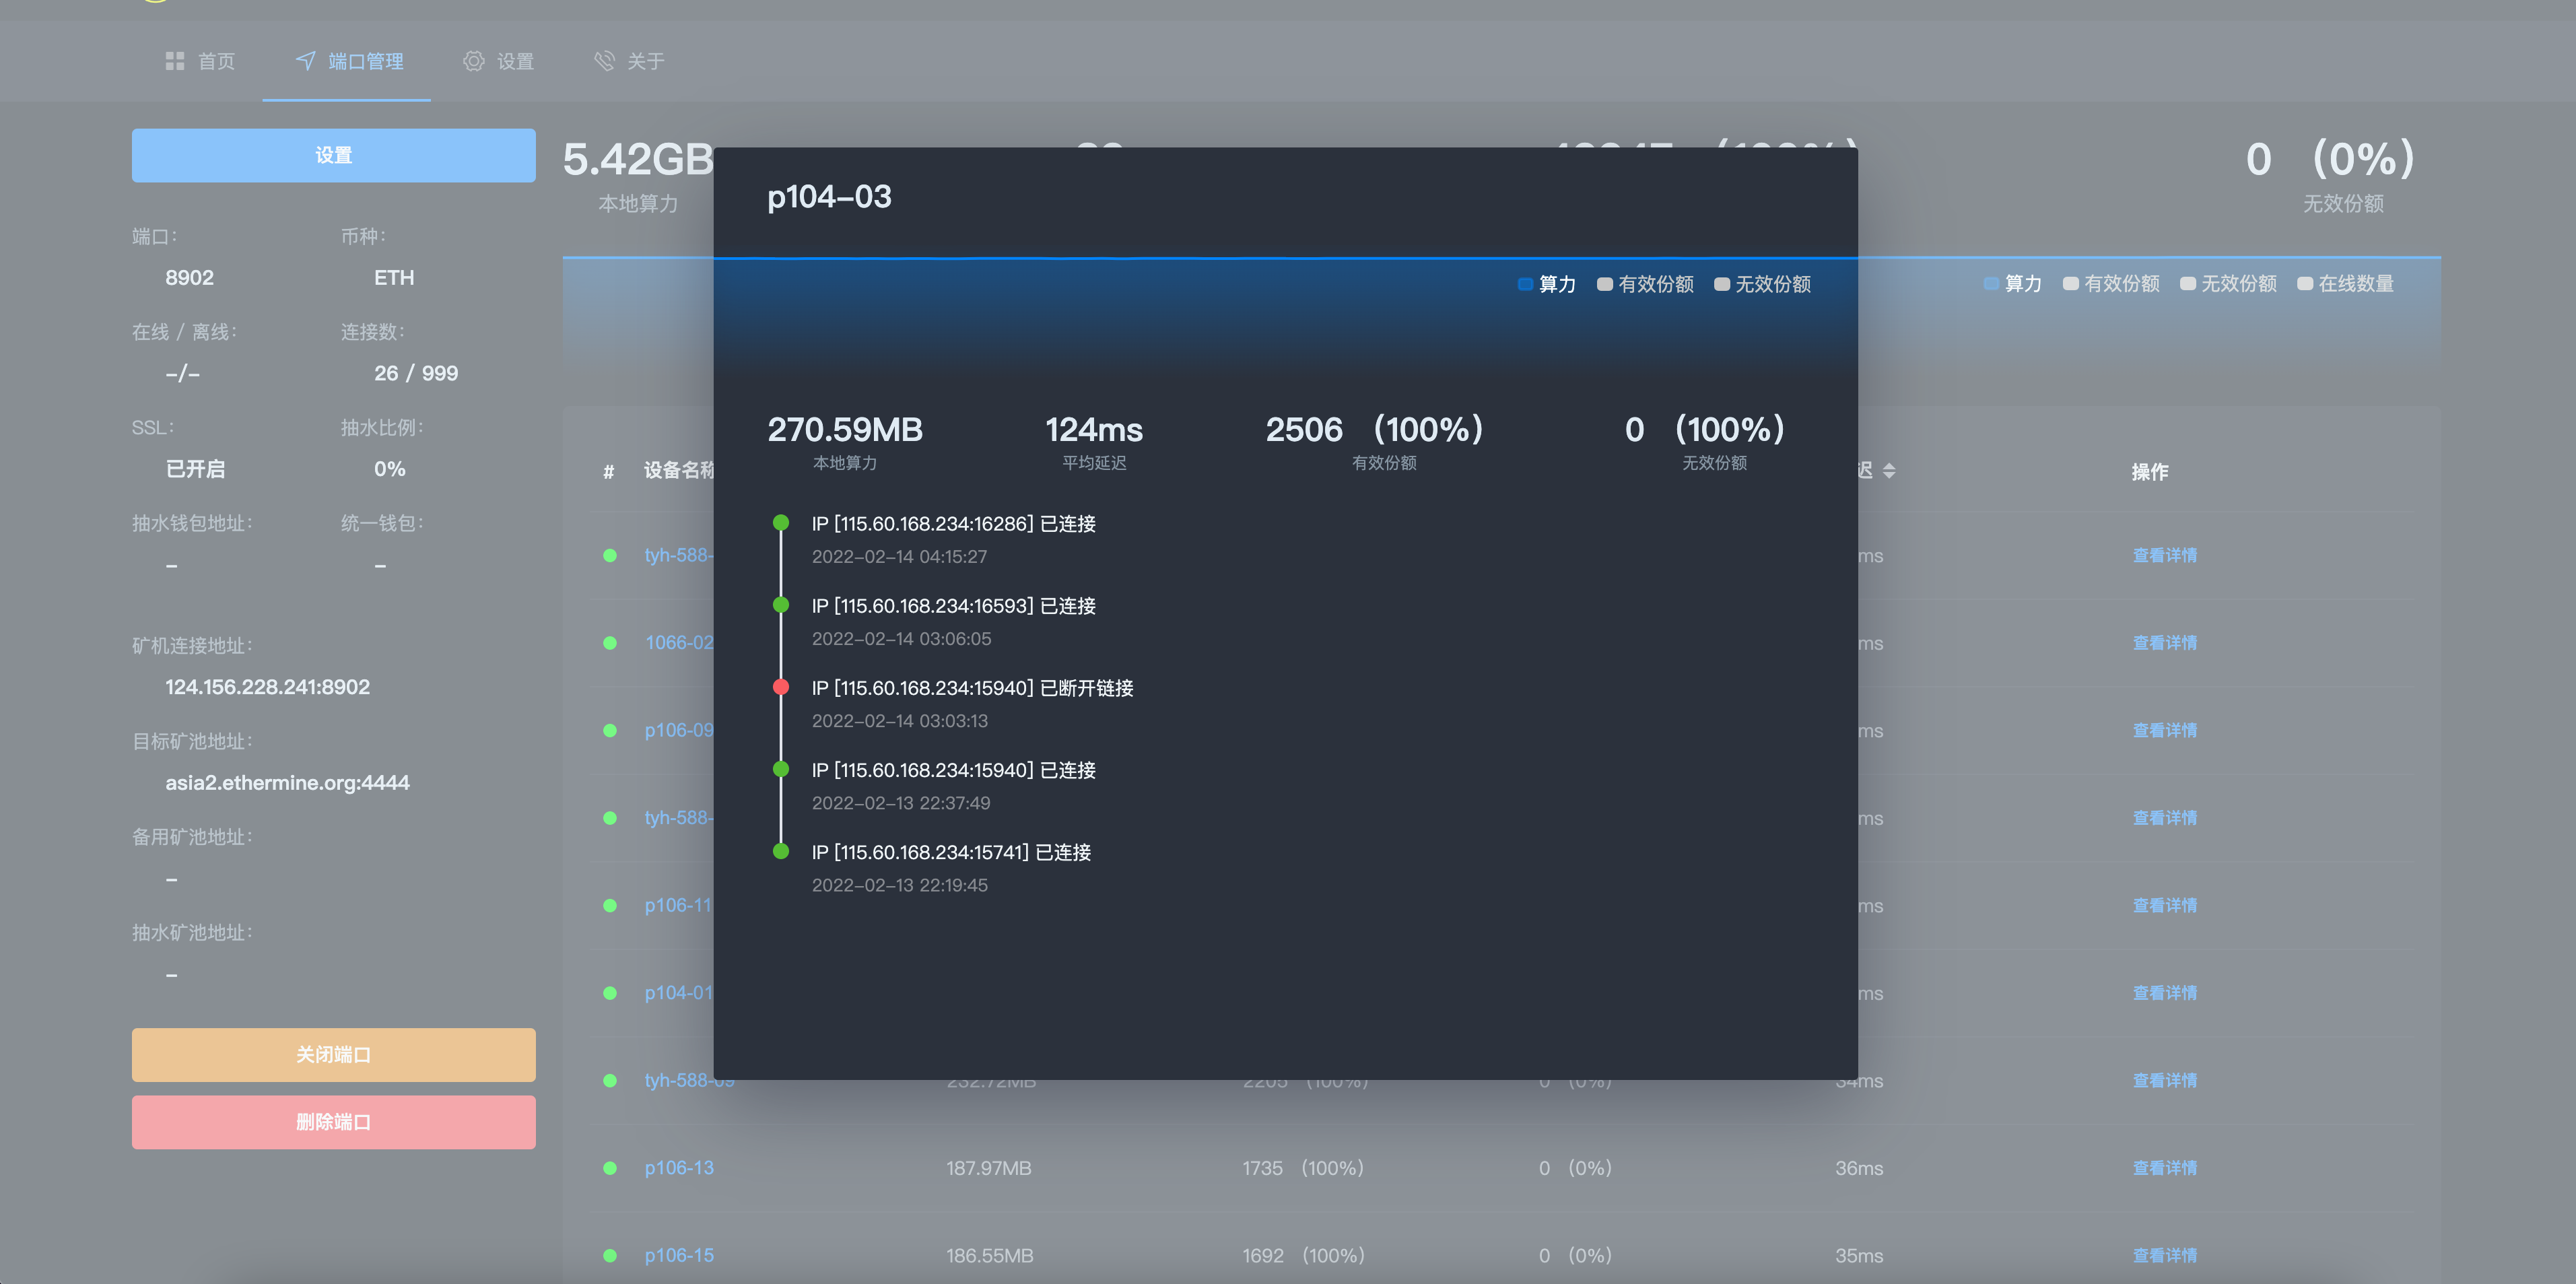 首页 端口管理 设置 关于
设置
端口： 币种：
8902 ETH
在线 / 离线： 连接数：
-/- 26 / 999
SSL： 抽水比例：
已开启 0%
抽水钱包地址： 统一钱包：
- -
矿机连接地址：
124.156.228.241:8902
目标矿池地址：
asia2.ethermine.org:4444
备用矿池地址：
-
抽水矿池地址：
-
关闭端口
删除端口
5.42GB
本地算力
0 (0%)
无效份额
算力 有效份额 无效份额 在线数量
p104-03
算力 有效份额 无效份额
270.59MB 124ms 2506 (100%) 0 (100%)
本地算力 平均延迟 有效份额 无效份额
IP [115.60.168.234:16286] 已连接
2022-02-14 04:15:27
IP [115.60.168.234:16593] 已连接
2022-02-14 03:06:05
IP [115.60.168.234:15940] 已断开链接
2022-02-14 03:03:13
IP [115.60.168.234:15940] 已连接
2022-02-13 22:37:49
IP [115.60.168.234:15741] 已连接
2022-02-13 22:19:45
# 设备名称 迟 操作
tyh-588- ms 查看详情
1066-02 ms 查看详情
p106-09 ms 查看详情
tyh-588- ms 查看详情
p106-11 ms 查看详情
p104-01 ms 查看详情
tyh-588-09 232.72MB 2205 (100%) 0 (0%) 34ms 查看详情
p106-13 187.97MB 1735 (100%) 0 (0%) 36ms 查看详情
p106-15 186.55MB 1692 (100%) 0 (0%) 35ms 查看详情